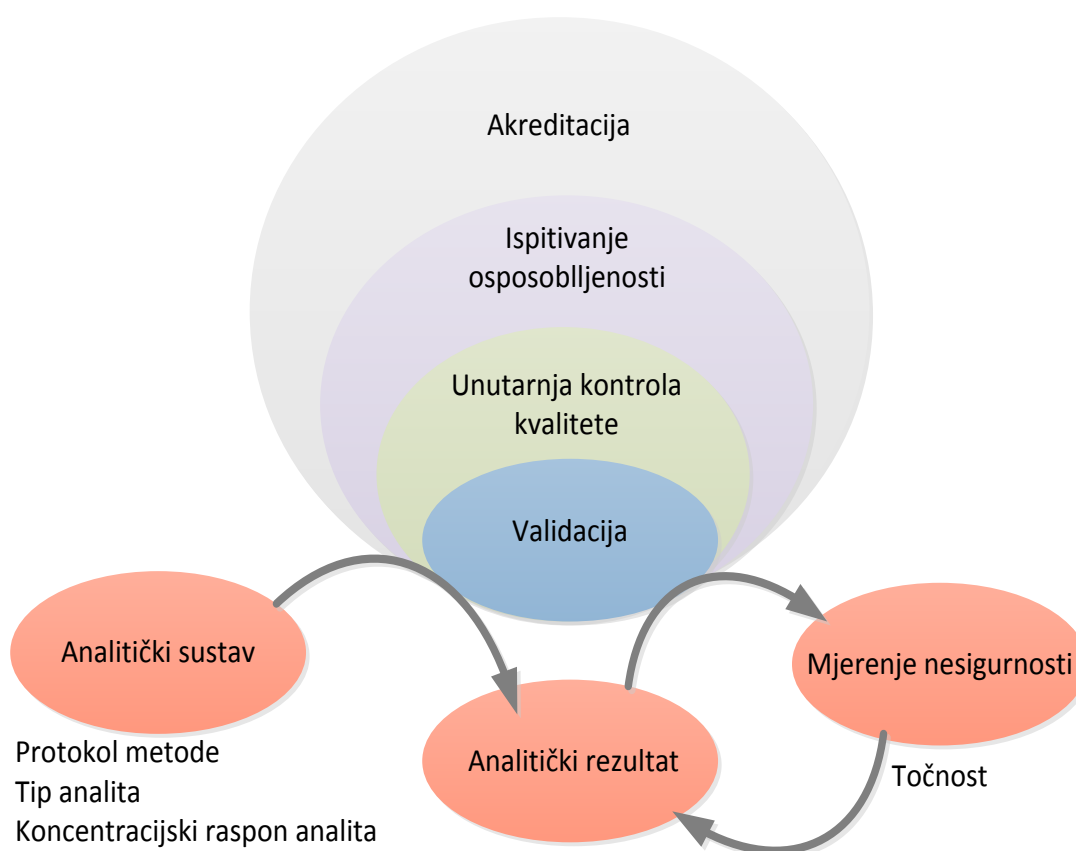 Akreditacija
Ispitivanje
osposoblljenosti
Unutarnja kontrola
kvalitete
Validacija
Analitički sustav
Mjerenje nesigurnosti
Analitički rezultat
Protokol metode
Tip analita
Koncentracijski raspon analita
Točnost